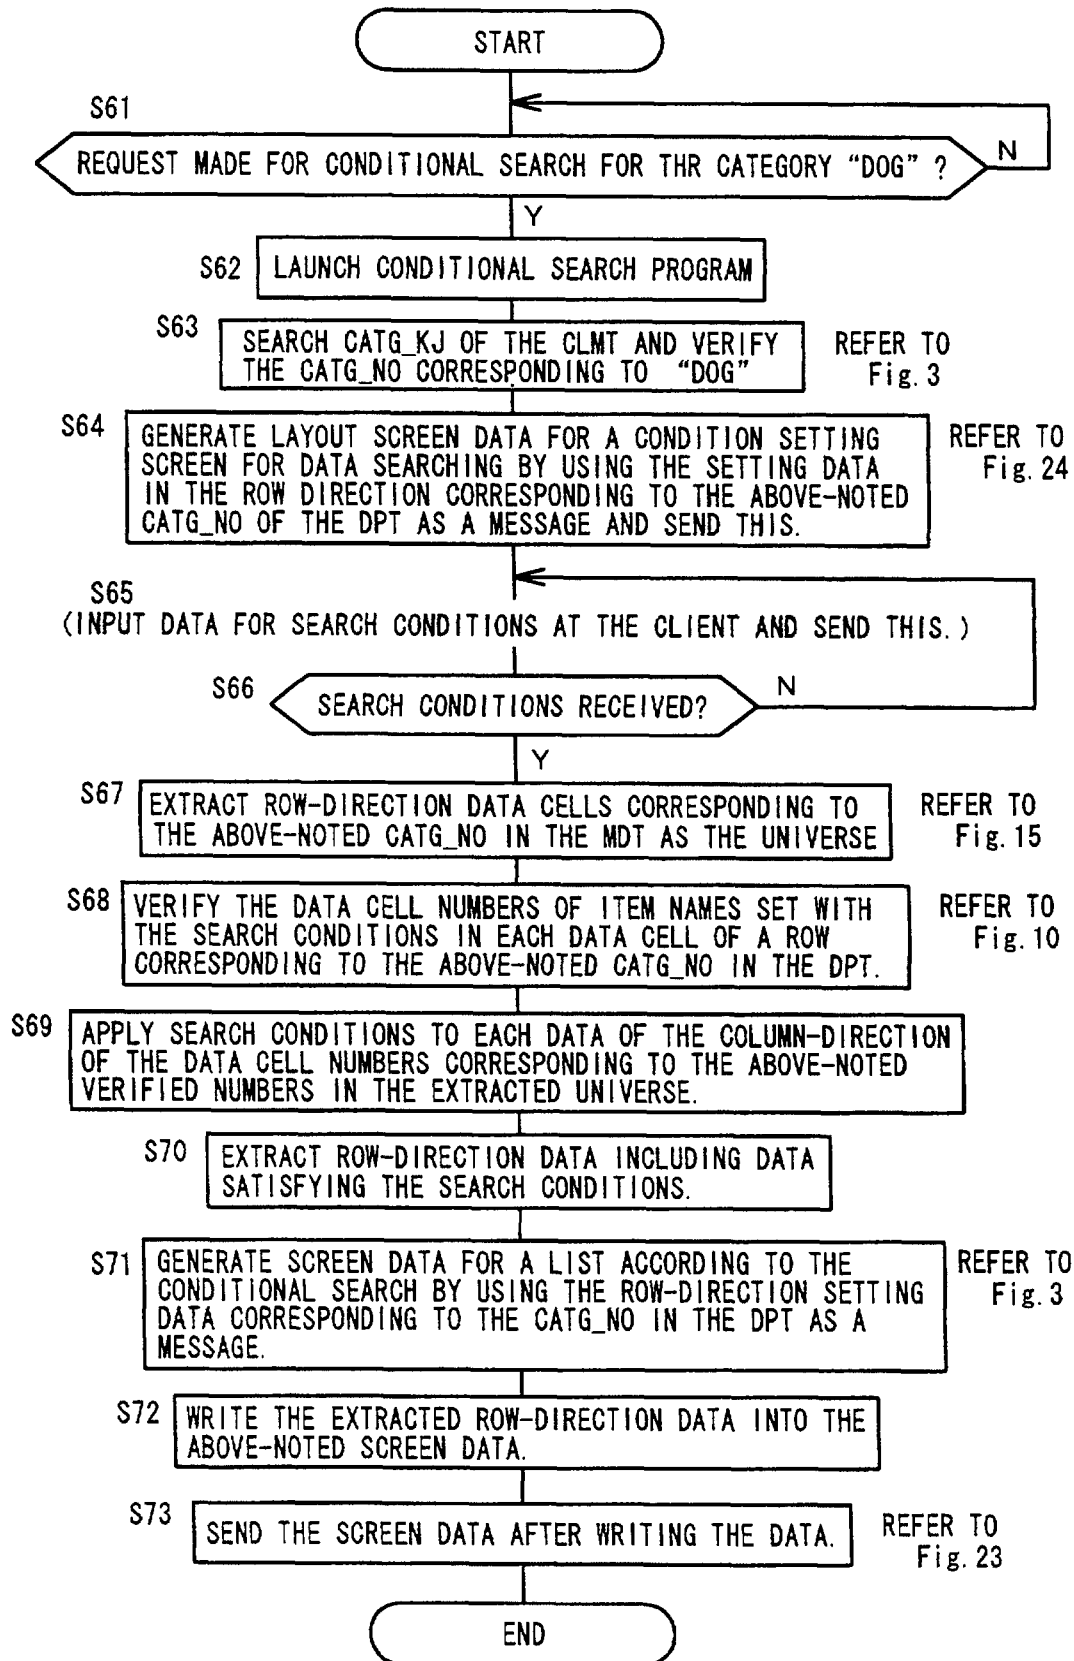 START
S61
REQUEST MADE FOR CONDITIONAL SEARCH FOR THR CATEGORY “DOG” ?
N
Y
S62
LAUNCH CONDITIONAL SEARCH PROGRAM
S63
SEARCH CATG_KJ OF THE CLMT AND VERIFY
THE CATG_NO CORRESPONDING TO “DOG”
REFER TO
Fig. 3
S64
GENERATE LAYOUT SCREEN DATA FOR A CONDITION SETTING
SCREEN FOR DATA SEARCHING BY USING THE SETTING DATA
IN THE ROW DIRECTION CORRESPONDING TO THE ABOVE-NOTED
CATG_NO OF THE DPT AS A MESSAGE AND SEND THIS.
REFER TO
Fig. 24
S65
(INPUT DATA FOR SEARCH CONDITIONS AT THE CLIENT AND SEND THIS.)
S66
SEARCH CONDITIONS RECEIVED?
N
Y
S67
EXTRACT ROW-DIRECTION DATA CELLS CORRESPONDING TO
THE ABOVE-NOTED CATG_NO IN THE MDT AS THE UNIVERSE
REFER TO
Fig. 15
S68
VERIFY THE DATA CELL NUMBERS OF ITEM NAMES SET WITH
THE SEARCH CONDITIONS IN EACH DATA CELL OF A ROW
CORRESPONDING TO THE ABOVE-NOTED CATG_NO IN THE DPT.
REFER TO
Fig. 10
S69
APPLY SEARCH CONDITIONS TO EACH DATA OF THE COLUMN-DIRECTION
OF THE DATA CELL NUMBERS CORRESPONDING TO THE ABOVE-NOTED
VERIFIED NUMBERS IN THE EXTRACTED UNIVERSE.
S70
EXTRACT ROW-DIRECTION DATA INCLUDING DATA
SATISFYING THE SEARCH CONDITIONS.
S71
GENERATE SCREEN DATA FOR A LIST ACCORDING TO THE
CONDITIONAL SEARCH BY USING THE ROW-DIRECTION SETTING
DATA CORRESPONDING TO THE CATG_NO IN THE DPT AS A
MESSAGE.
REFER TO
Fig. 3
S72
WRITE THE EXTRACTED ROW-DIRECTION DATA INTO THE
ABOVE-NOTED SCREEN DATA.
S73
SEND THE SCREEN DATA AFTER WRITING THE DATA.
REFER TO
Fig. 23
END